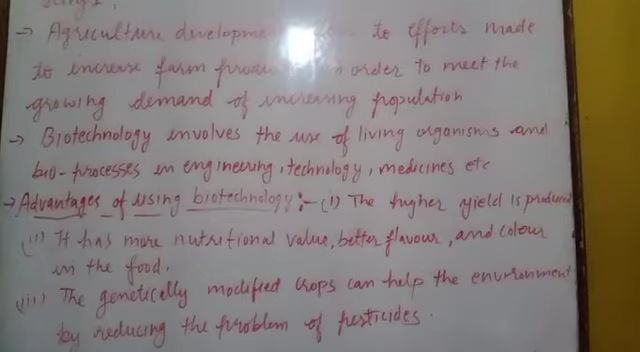 → Agriculture developmen to efforts made
to increase farm produ order to meet the
growing demand of increasing population
→ Biotechnology involves the use of living organisms and
bio-processes in engineering, technology, medicines etc
→ Advantages of using biotechnology:- (i) The higher yield is produced
(ii) It has more nutritional value, better flavour, and colour
in the food.
(iii) The genetically modified crops can help the environment
by reducing the problem of pesticides.